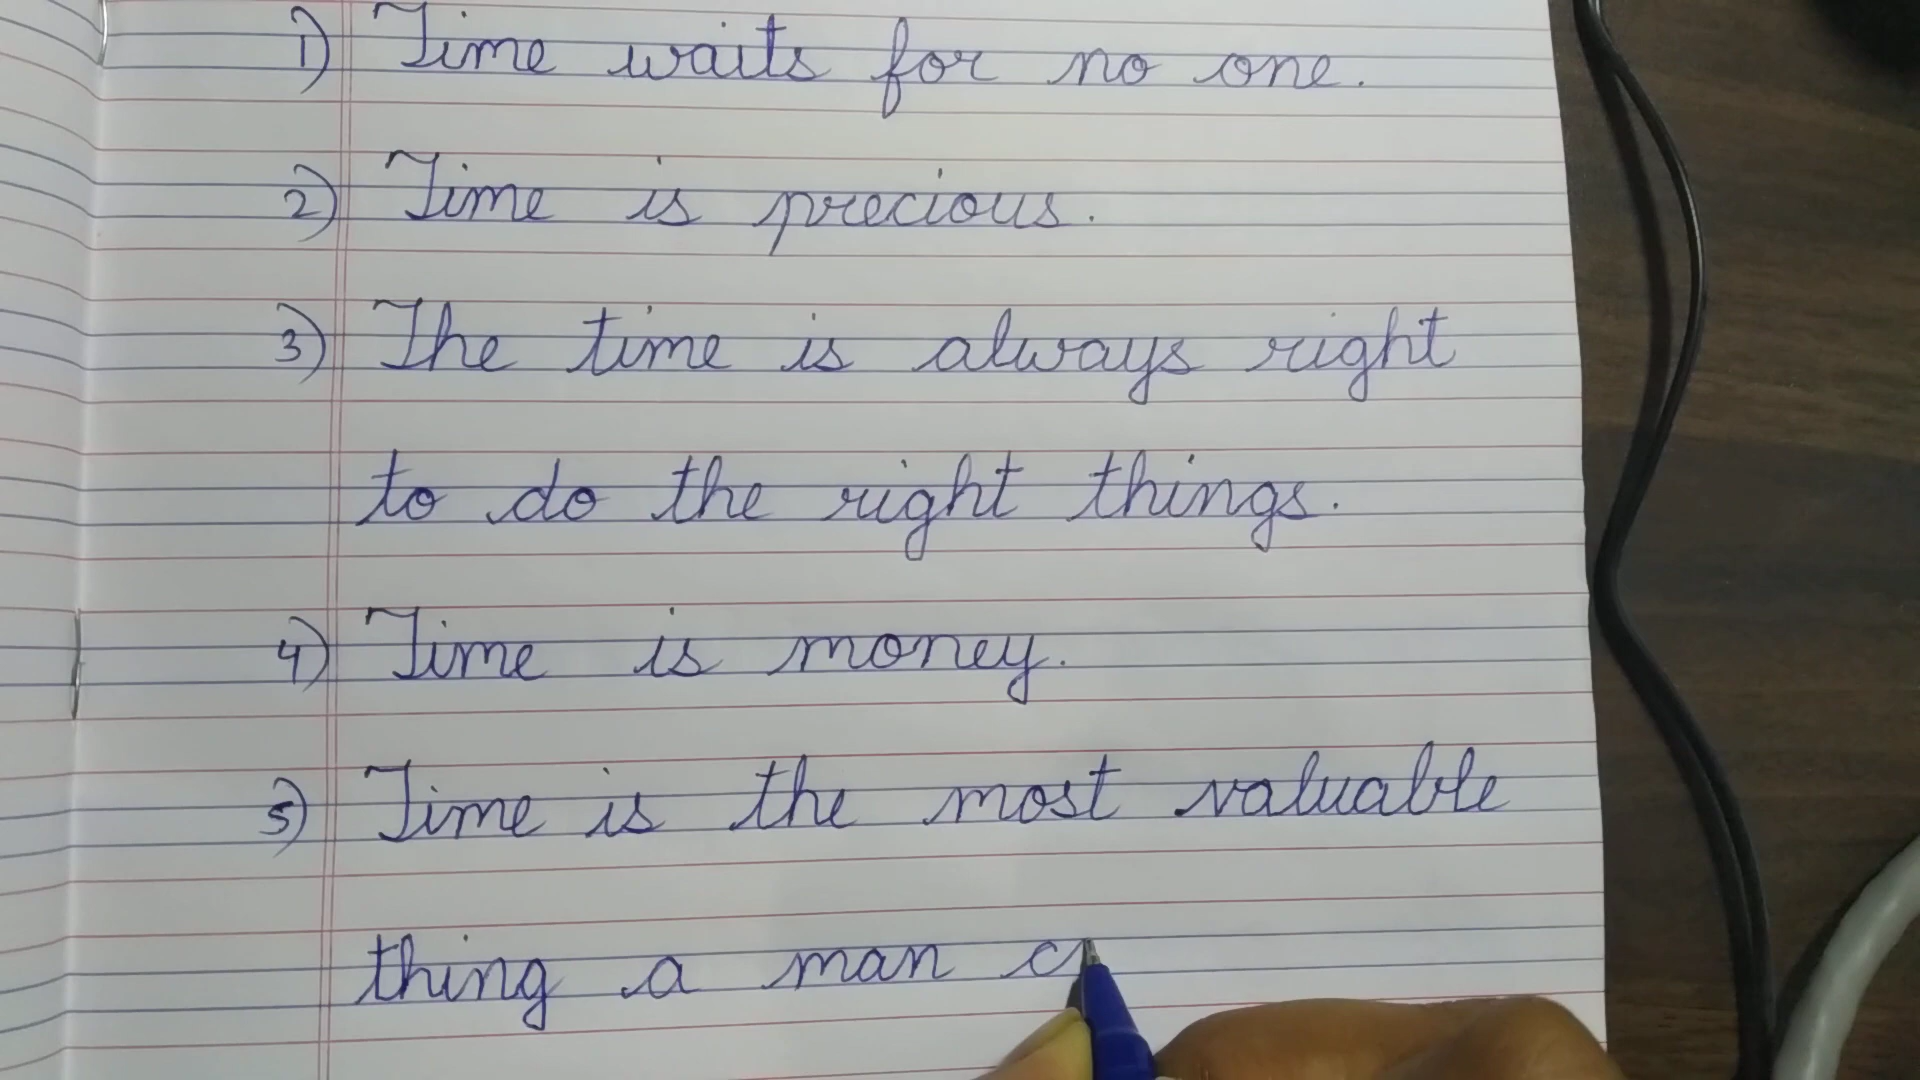 1) Time waits for no one.
2) Time is precious.
3) The time is always right
to do the right things.
4) Time is money.
5) Time is the most valuable
thing a man c